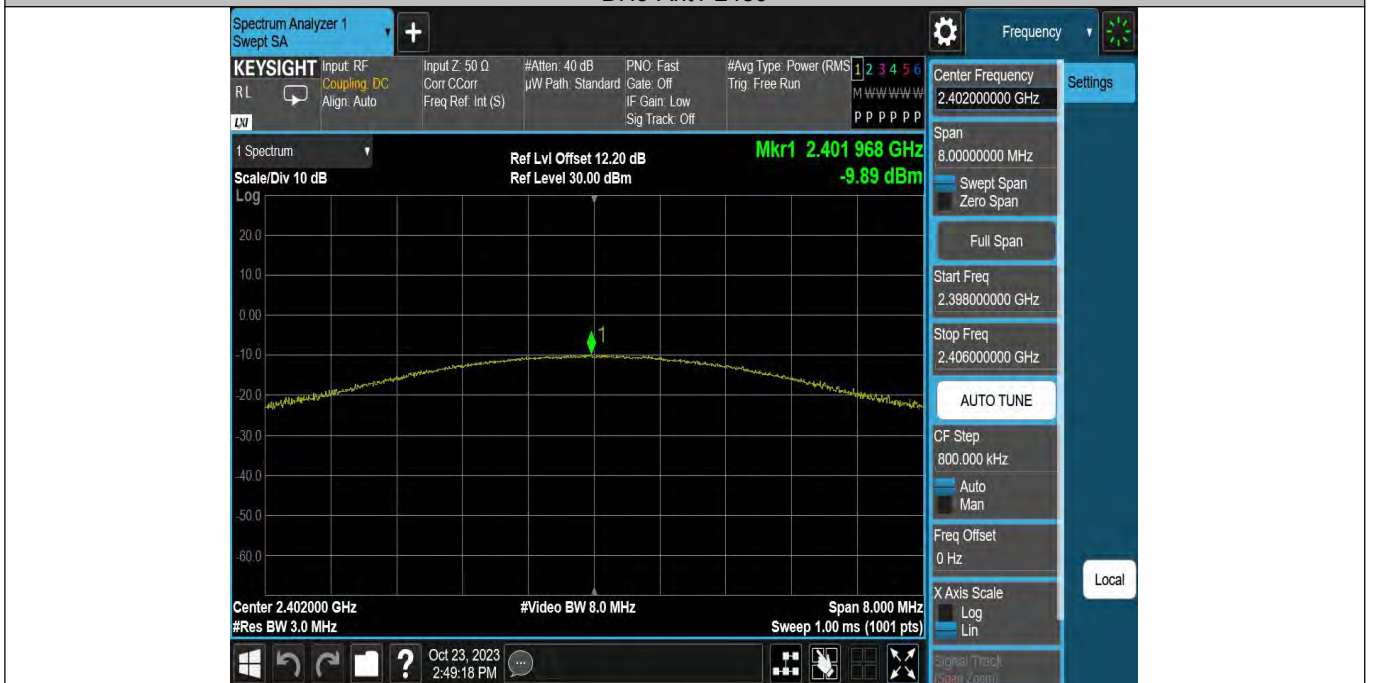 Spectrum Analyzer 1
Swept SA
Frequency
KEYSIGHT
RL
LXI
Input: RF
Coupling: DC
Align: Auto
Input Z: 50 Ω
Corr CCorr
Freq Ref: Int (S)
#Atten: 40 dB
µW Path: Standard
PNO: Fast
Gate: Off
IF Gain: Low
Sig Track: Off
#Avg Type: Power (RMS
Trig: Free Run
1 2 3 4 5 6
M W W W W W
P P P P P P
1 Spectrum
Scale/Div 10 dB
Ref Lvl Offset 12.20 dB
Ref Level 30.00 dBm
Mkr1 2.401 968 GHz
-9.89 dBm
Log
20.0
10.0
0.00
-10.0
-20.0
-30.0
-40.0
-50.0
-60.0
1
Center 2.402000 GHz
#Res BW 3.0 MHz
#Video BW 8.0 MHz
Span 8.000 MHz
Sweep 1.00 ms (1001 pts)
?
Oct 23, 2023
2:49:18 PM
Center Frequency
2.402000000 GHz
Settings
Span
8.00000000 MHz
Swept Span
Zero Span
Full Span
Start Freq
2.398000000 GHz
Stop Freq
2.406000000 GHz
AUTO TUNE
CF Step
800.000 kHz
Auto
Man
Freq Offset
0 Hz
X Axis Scale
Log
Lin
Local
Signal Track
(Span Zoom)